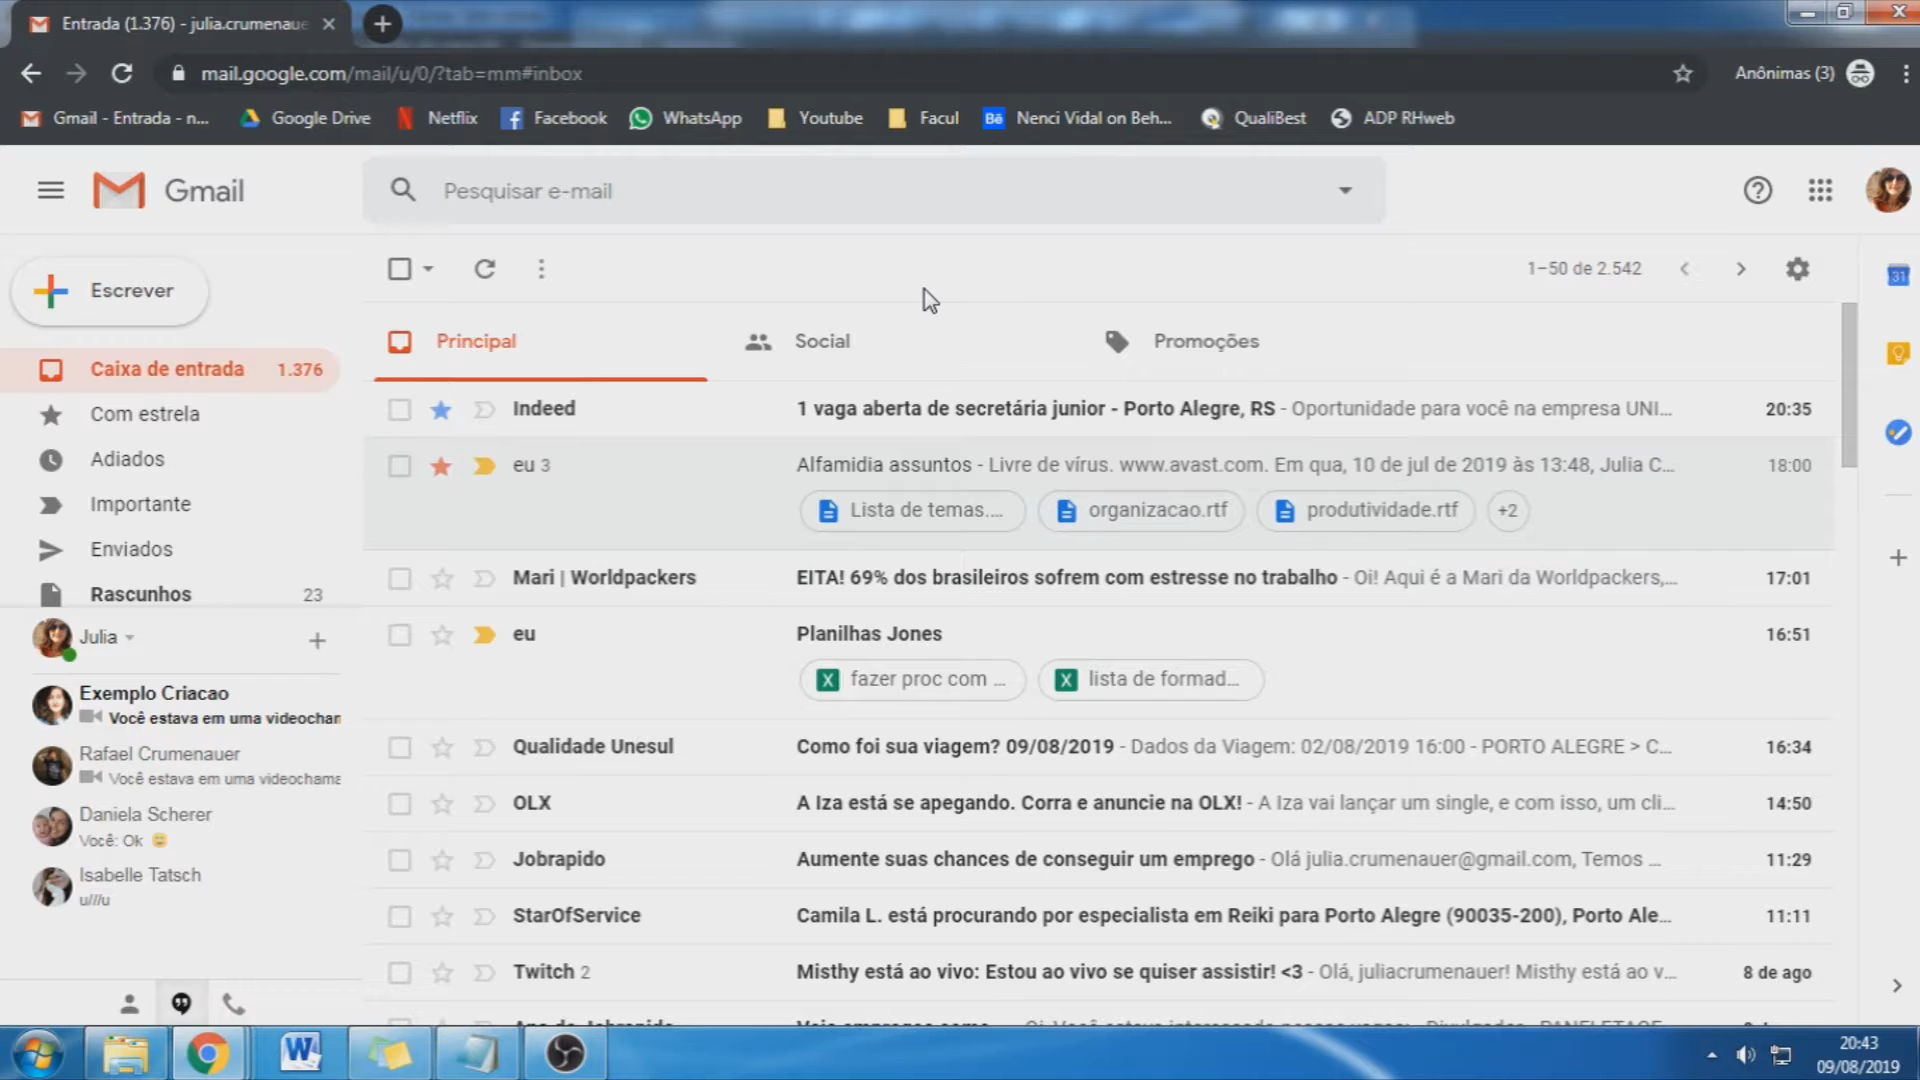 Entrada (1.376) - julia.crumenaue
mail.google.com/mail/u/0/?tab=mm#inbox
Anônimas (3)
Gmail - Entrada - n...
Google Drive
Netflix
Facebook
WhatsApp
Youtube
Facul
Bē Nenci Vidal on Beh...
QualiBest
ADP RHweb
Gmail
Pesquisar e-mail
Escrever
1–50 de 2.542
31
Principal
Social
Promoções
Caixa de entrada 1.376
Com estrela
Adiados
Importante
Enviados
Rascunhos 23
Indeed 1 vaga aberta de secretária junior - Porto Alegre, RS - Oportunidade para você na empresa UNI... 20:35
eu 3 Alfamidia assuntos - Livre de vírus. www.avast.com. Em qua, 10 de jul de 2019 às 13:48, Julia C... 18:00
Lista de temas.... organizacao.rtf produtividade.rtf +2
Mari | Worldpackers EITA! 69% dos brasileiros sofrem com estresse no trabalho - Oi! Aqui é a Mari da Worldpackers,... 17:01
eu Planilhas Jones 16:51
X fazer proc com ... X lista de formad...
Qualidade Unesul Como foi sua viagem? 09/08/2019 - Dados da Viagem: 02/08/2019 16:00 - PORTO ALEGRE > C... 16:34
OLX A Iza está se apegando. Corra e anuncie na OLX! - A Iza vai lançar um single, e com isso, um cli... 14:50
Jobrapido Aumente suas chances de conseguir um emprego - Olá julia.crumenauer@gmail.com, Temos ... 11:29
StarOfService Camila L. está procurando por especialista em Reiki para Porto Alegre (90035-200), Porto Ale... 11:11
Twitch 2 Misthy está ao vivo: Estou ao vivo se quiser assistir! <3 - Olá, juliacrumenauer! Misthy está ao v... 8 de ago
Julia
Exemplo Criacao
Você estava em uma videochan
Rafael Crumenauer
Você estava em uma videochama
Daniela Scherer
Você: Ok
Isabelle Tatsch
u///u
W
20:43
09/08/2019